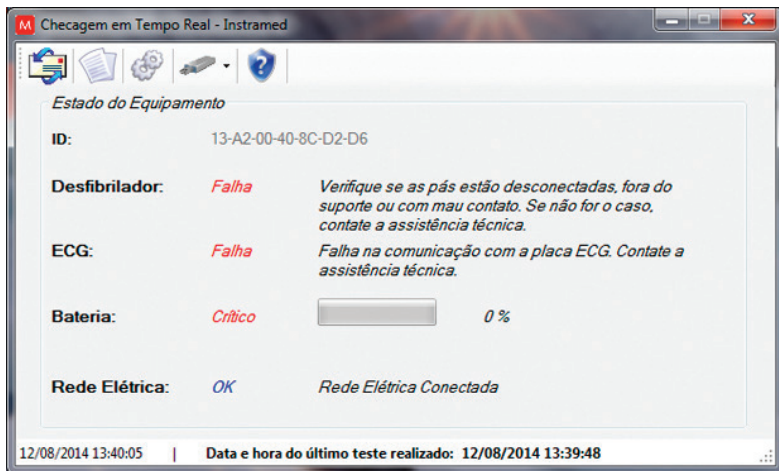 M Checagem em Tempo Real - Instramed
Estado do Equipamento
ID: 13-A2-00-40-8C-D2-D6
Desfibrilador: Falha Verifique se as pás estão desconectadas, fora do
suporte ou com mau contato. Se não for o caso,
contate a assistência técnica.
ECG: Falha Falha na comunicação com a placa ECG. Contate a
assistência técnica.
Bateria: Crítico 0 %
Rede Elétrica: OK Rede Elétrica Conectada
12/08/2014 13:40:05 | Data e hora do último teste realizado: 12/08/2014 13:39:48